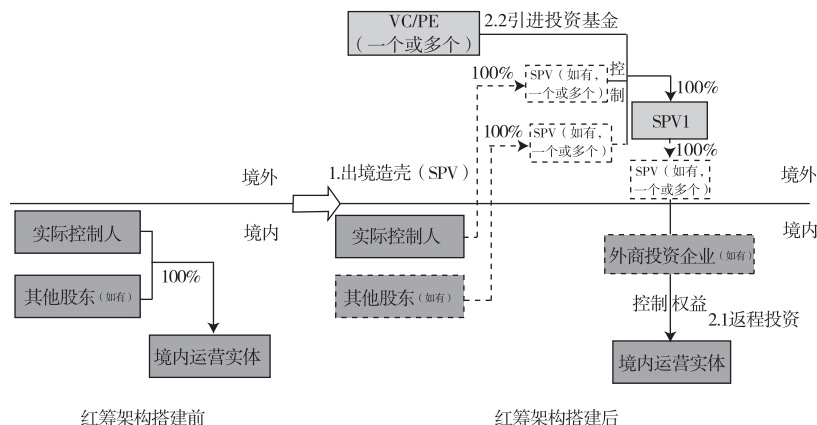 VC/PE
（一个或多个）
2.2引进投资基金
100%
SPV（如有，
一个或多个）
控
制
100%
SPV1
100%
SPV（如有，
一个或多个）
100%
SPV（如有，
一个或多个）
1.出境造壳（SPV）
境外
境外
境内
境内
实际控制人
其他股东（如有）
100%
境内运营实体
实际控制人
其他股东（如有）
外商投资企业（如有）
控制 权益
2.1返程投资
境内运营实体
红筹架构搭建前
红筹架构搭建后